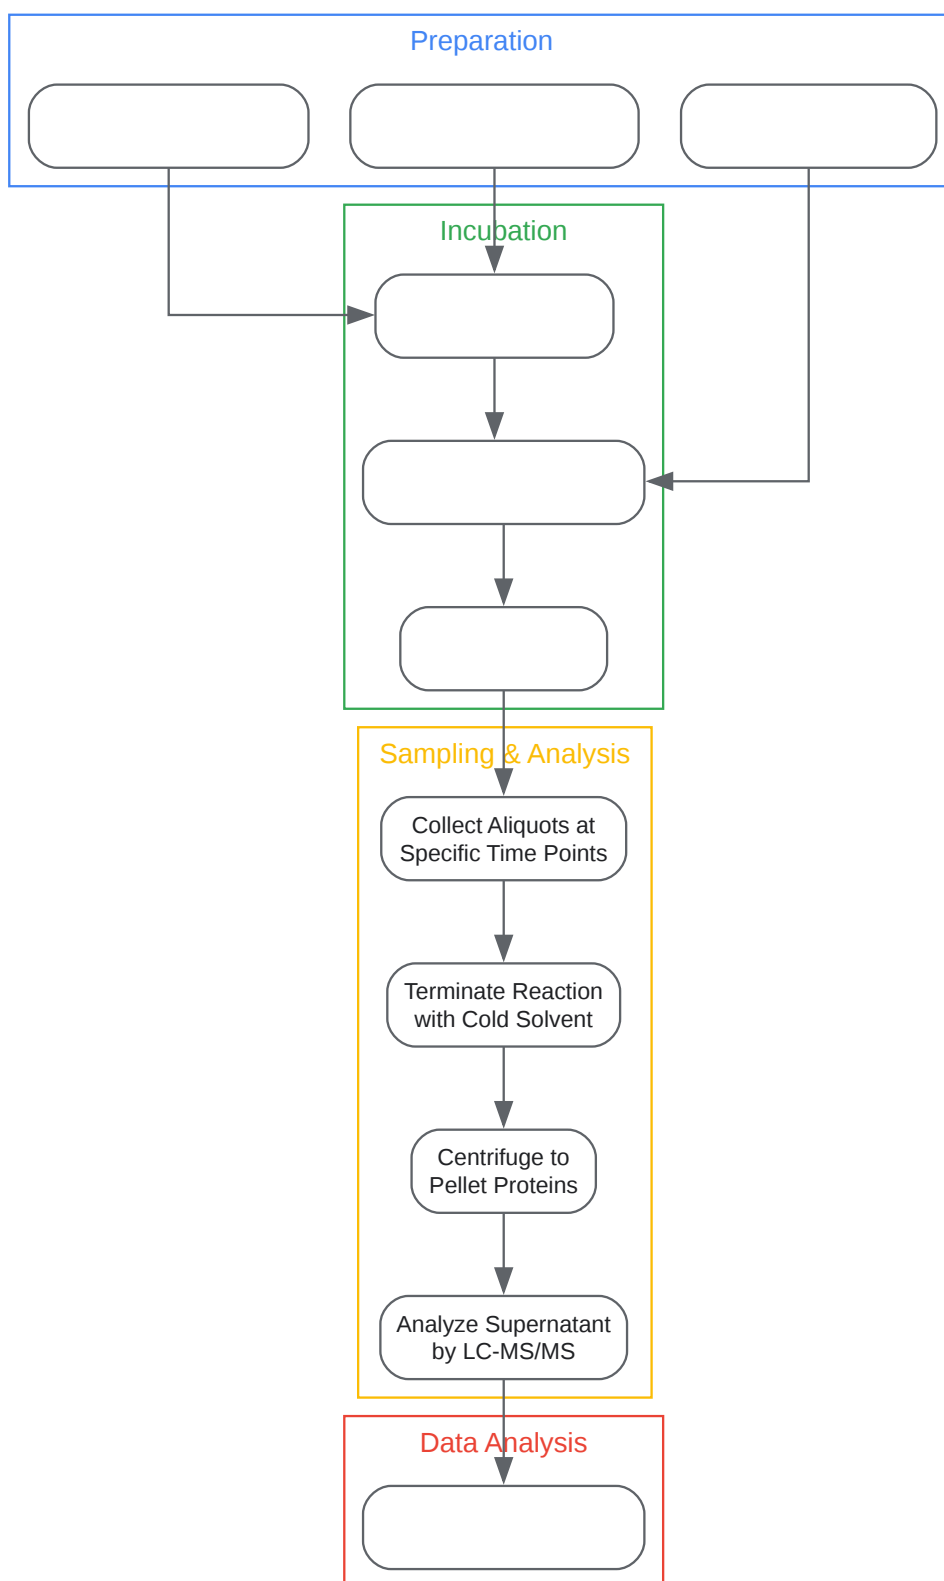 Preparation
Incubation
Sampling & Analysis
Collect Aliquots at
Specific Time Points
Terminate Reaction
with Cold Solvent
Centrifuge to
Pellet Proteins
Analyze Supernatant
by LC-MS/MS
Data Analysis